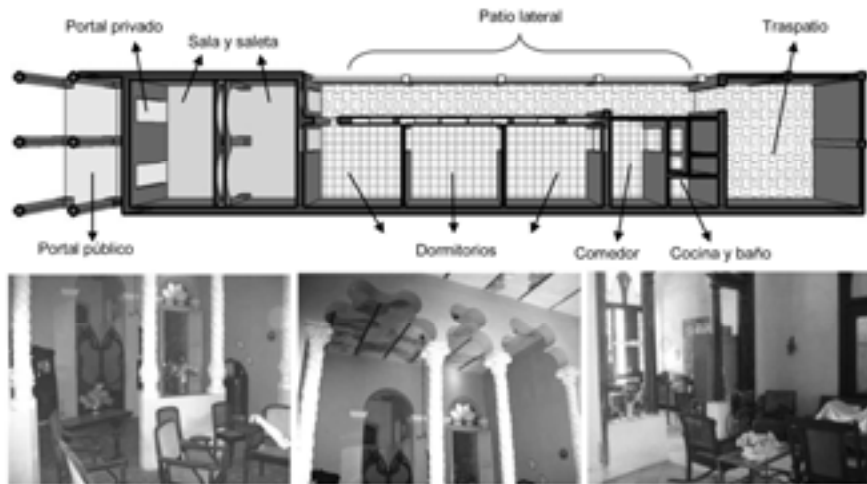 Portal privado
Sala y saleta
Patio lateral
Traspatio
Portal público
Dormitorios
Comedor
Cocina y baño